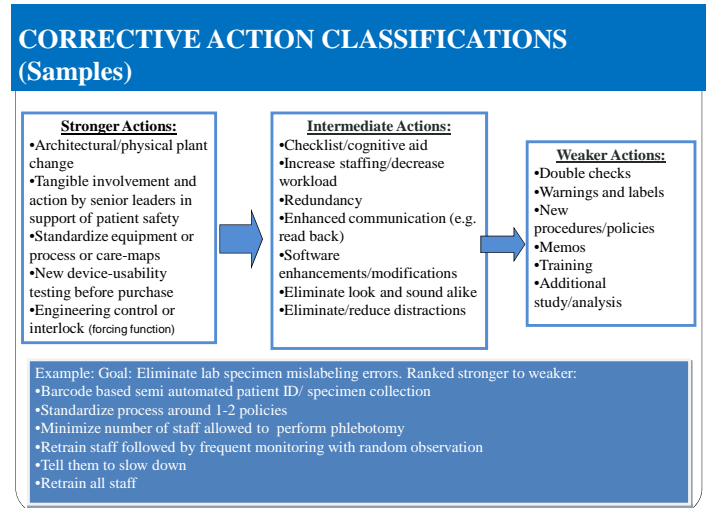 CORRECTIVE ACTION CLASSIFICATIONS
(Samples)
Stronger Actions:
•Architectural/physical plant
change
•Tangible involvement and
action by senior leaders in
support of patient safety
•Standardize equipment or
process or care-maps
•New device-usability
testing before purchase
•Engineering control or
interlock (forcing function)
Intermediate Actions:
•Checklist/cognitive aid
•Increase staffing/decrease
workload
•Redundancy
•Enhanced communication (e.g.
read back)
•Software
enhancements/modifications
•Eliminate look and sound alike
•Eliminate/reduce distractions
Weaker Actions:
•Double checks
•Warnings and labels
•New
procedures/policies
•Memos
•Training
•Additional
study/analysis
Example: Goal: Eliminate lab specimen mislabeling errors. Ranked stronger to weaker:
•Barcode based semi automated patient ID/ specimen collection
•Standardize process around 1-2 policies
•Minimize number of staff allowed to perform phlebotomy
•Retrain staff followed by frequent monitoring with random observation
•Tell them to slow down
•Retrain all staff